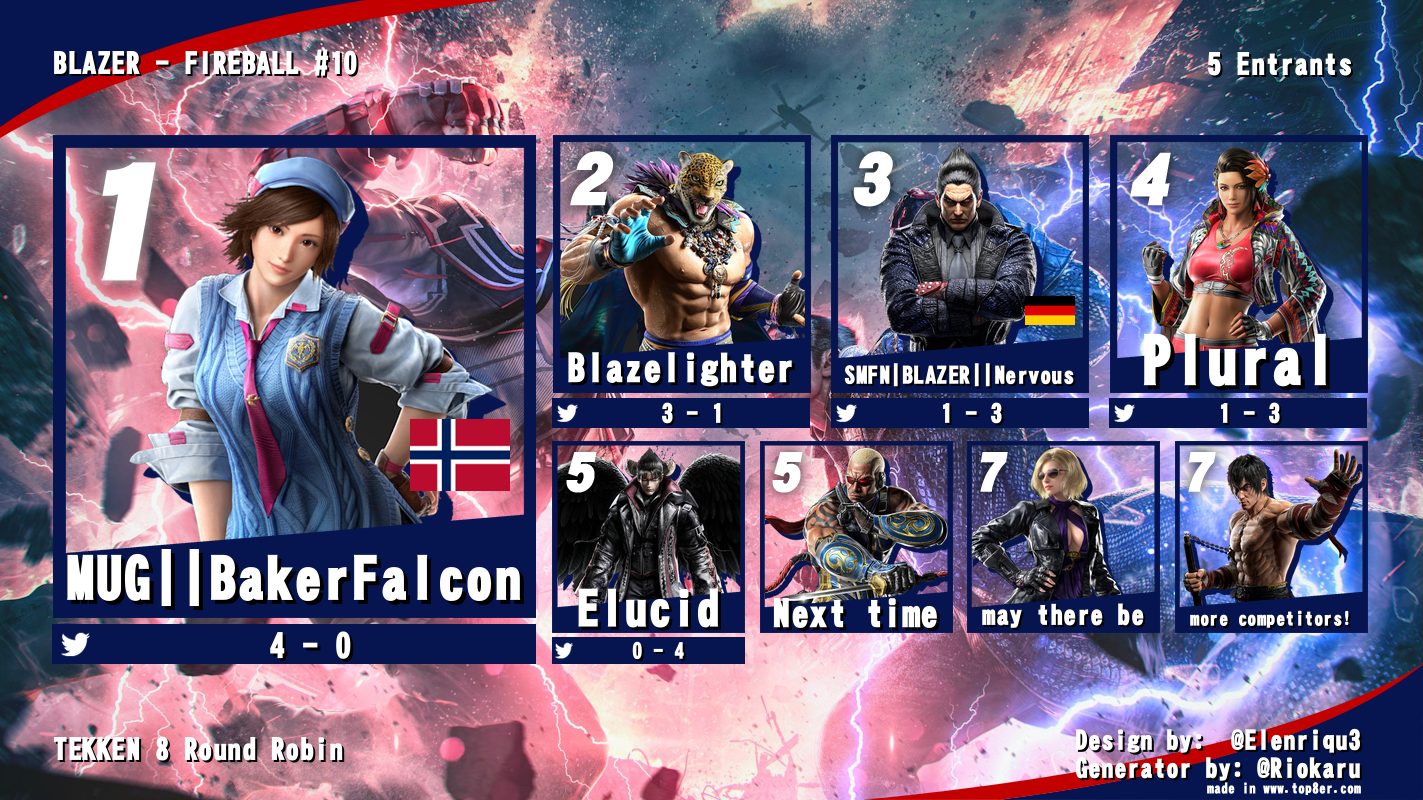 BLAZER - FIREBALL #10
5 Entrants
1
MUG||BakerFalcon
4 - 0
2
Blazelighter
3 - 1
3
SMFN|BLAZER||Nervous
1 - 3
4
Plural
1 - 3
5
Elucid
0 - 4
5
Next time
7
may there be
7
more competitors!
TEKKEN 8 Round Robin
Design by: @Elenriqu3
Generator by: @Riokaru
made in www.top8er.com